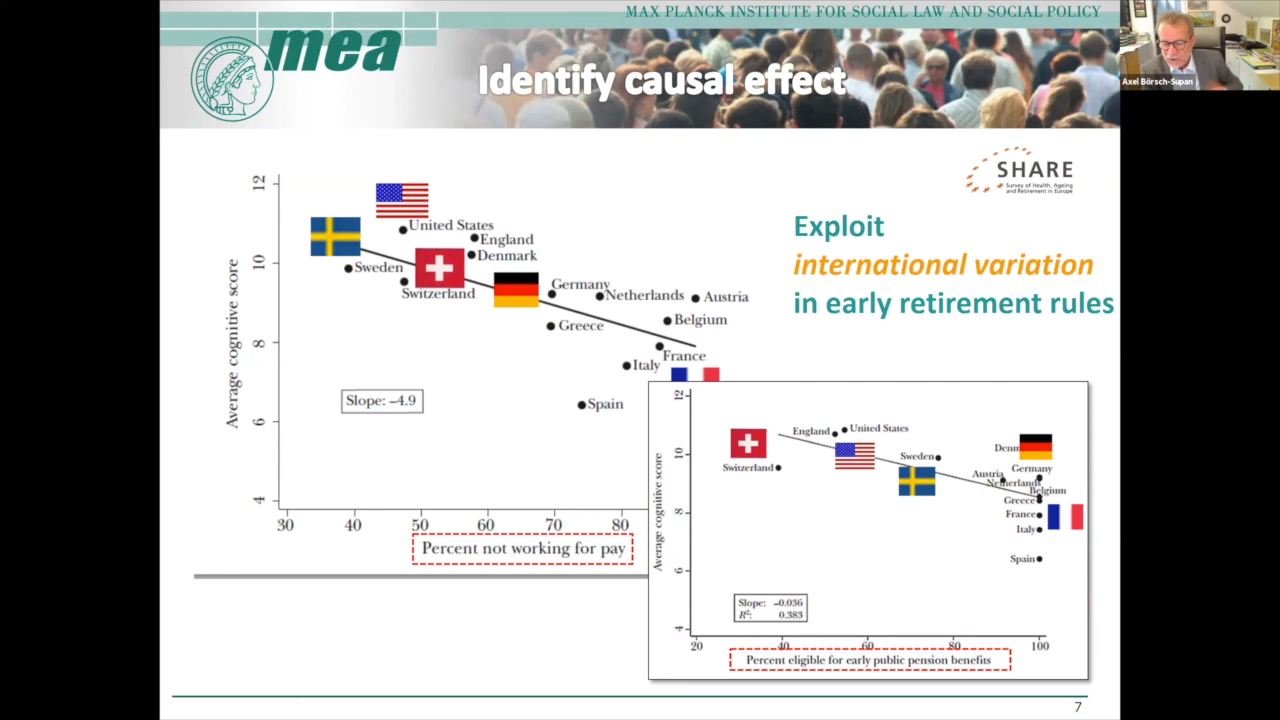 MAX PLANCK INSTITUTE FOR SOCIAL LAW AND SOCIAL POLICY
mea
Identify causal effect
Axel Börsch-Supan
SHARE
Survey of Health, Ageing
and Retirement in Europe
Exploit
international variation
in early retirement rules
Average cognitive score
12
10
8
6
4
United States
England
Denmark
Sweden
Switzerland
Germany
Netherlands
Austria
Greece
Belgium
France
Italy
Spain
Slope: –4.9
30 40 50 60 70 80
Percent not working for pay
Average cognitive score
12
10
8
6
4
England
United States
Switzerland
Sweden
Denm
Germany
Austria
Netherlands
Belgium
Greece
France
Italy
Spain
Slope: –0.036
R²: 0.383
20 40 60 80 100
Percent eligible for early public pension benefits
7